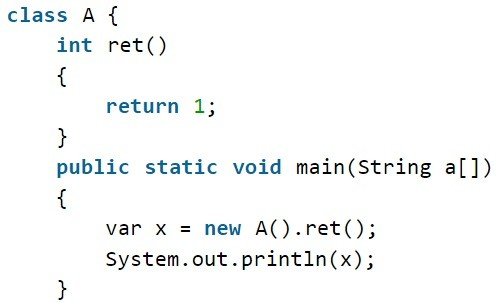 class A {
    int ret()
    {
        return 1;
    }
    public static void main(String a[])
    {
        var x = new A().ret();
        System.out.println(x);
    }